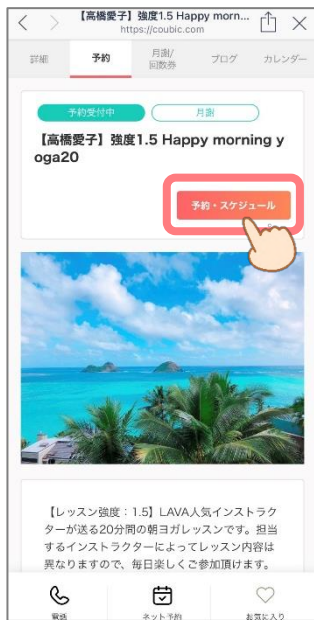 【高橋愛子】強度1.5 Happy morn...
https://coubic.com
詳細
予約
月謝/
回数券
ブログ
カレンダー
予約受付中
月謝
【高橋愛子】強度1.5 Happy morning y
oga20
予約・スケジュール
【レッスン強度：1.5】LAVA人気インストラク
ターが送る20分間の朝ヨガレッスンです。担当
するインストラクターによってレッスン内容は
異なりますので、毎日楽しくご参加頂けます。
電話
ネット予約
お気に入り